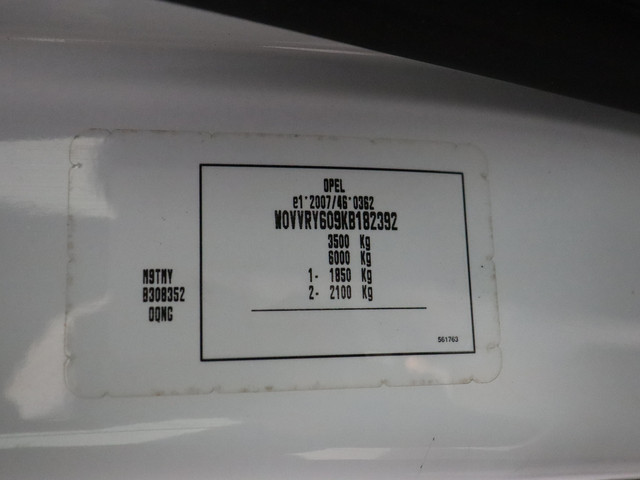 OPEL
e1*2007/46*0362
W0VVRY609KB182392
3500 Kg
6000 Kg
1- 1850 Kg
2- 2100 Kg
M9TMY
B308352
OQMG
561763